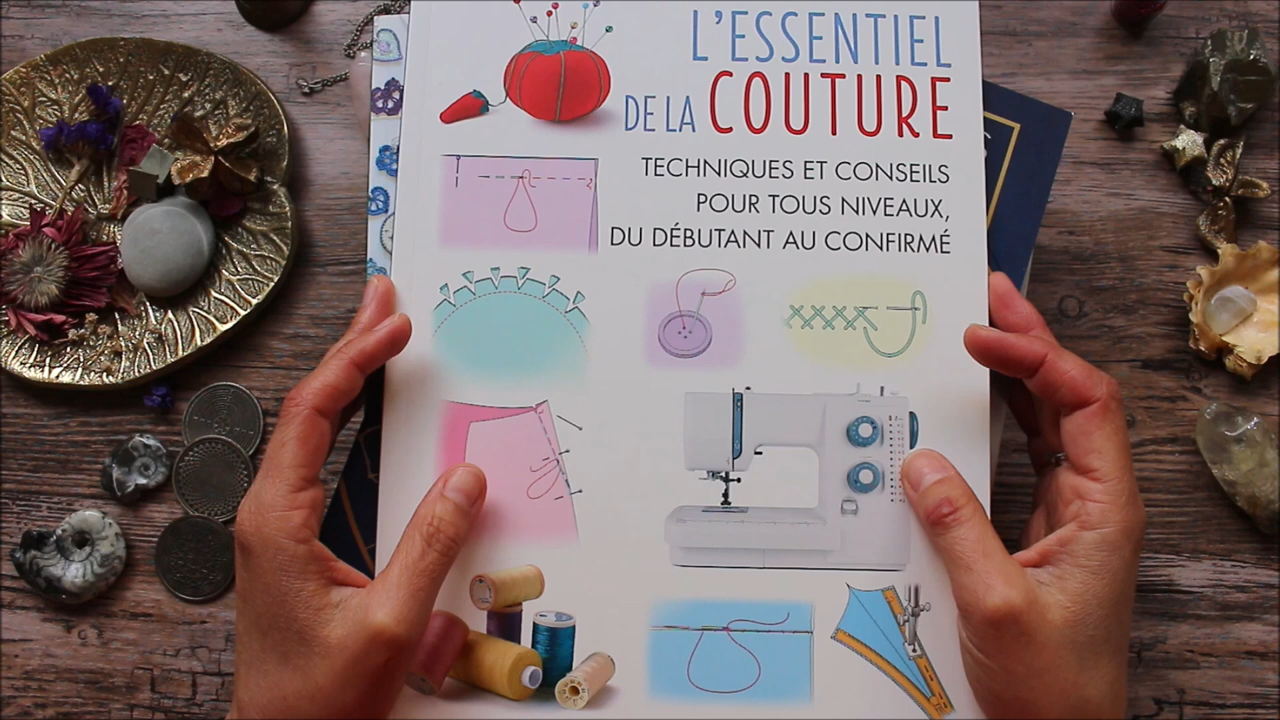 L'ESSENTIEL
DE LA COUTURE
TECHNIQUES ET CONSEILS
POUR TOUS NIVEAUX,
DU DÉBUTANT AU CONFIRMÉ